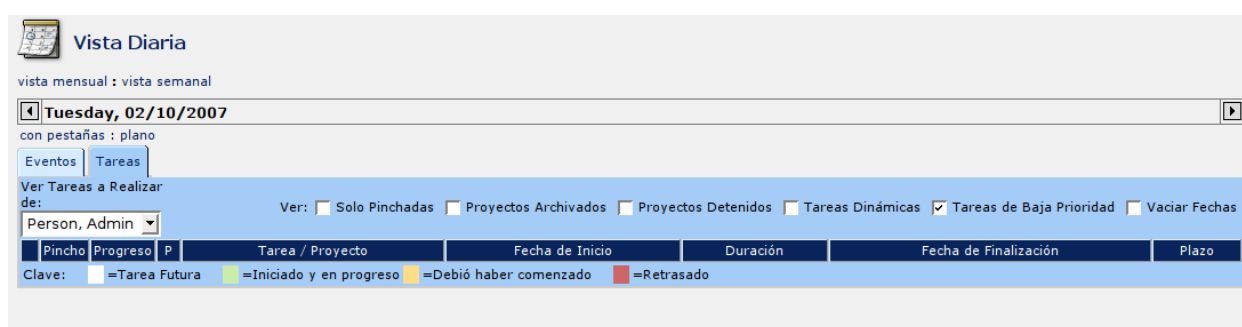 Vista Diaria
vista mensual : vista semanal
Tuesday, 02/10/2007
con pestañas : plano
Eventos Tareas
Ver Tareas a Realizar
de:
Person, Admin Ver: Solo Pinchadas Proyectos Archivados Proyectos Detenidos Tareas Dinámicas Tareas de Baja Prioridad Vaciar Fechas
Pincho Progreso P Tarea / Proyecto Fecha de Inicio Duración Fecha de Finalización Plazo
Clave: =Tarea Futura =Iniciado y en progreso =Debió haber comenzado =Retrasado